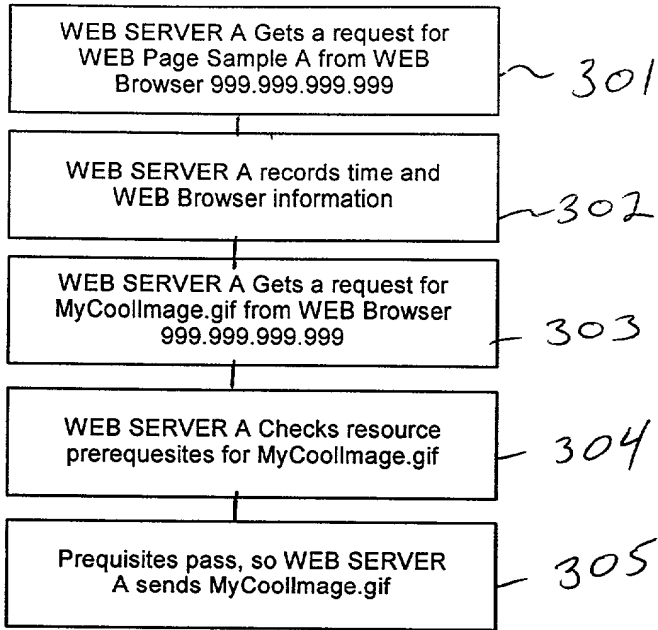 WEB SERVER A Gets a request for
WEB Page Sample A from WEB
Browser 999.999.999.999
301
WEB SERVER A records time and
WEB Browser information
302
WEB SERVER A Gets a request for
MyCoolImage.gif from WEB Browser
999.999.999.999
303
WEB SERVER A Checks resource
prerequesites for MyCoolImage.gif
304
Prequisites pass, so WEB SERVER
A sends MyCoolImage.gif
305